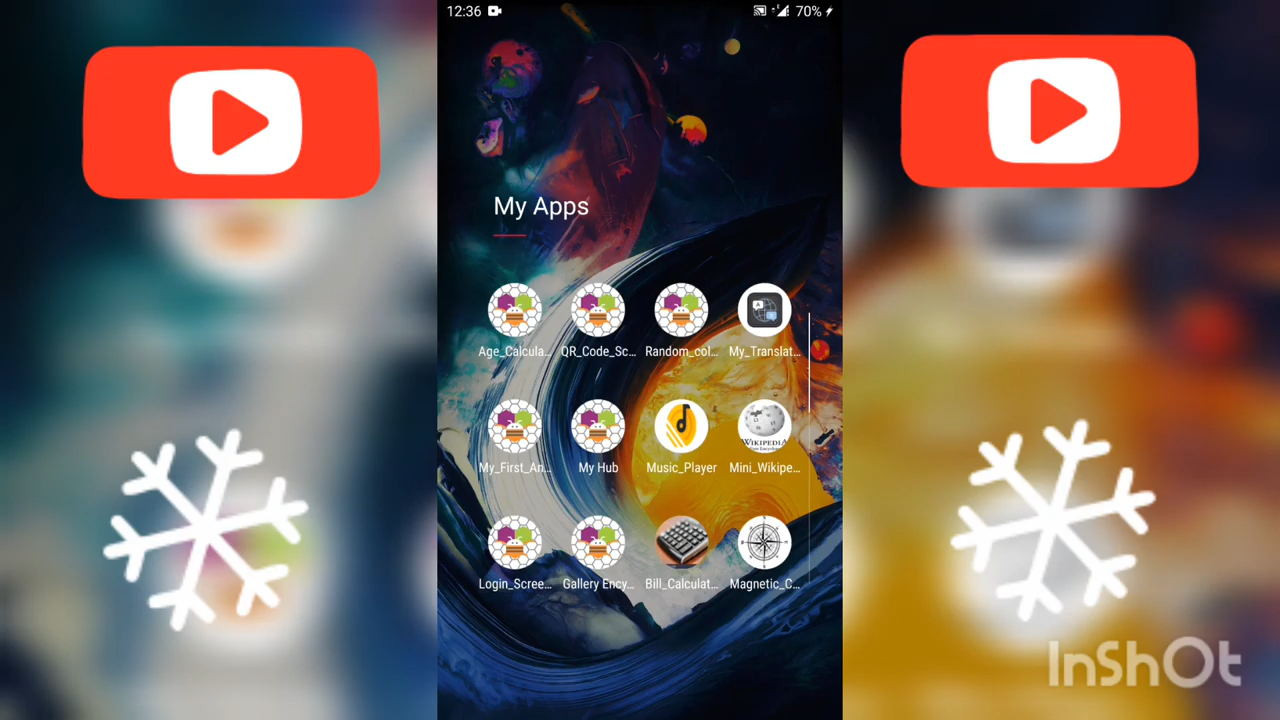 12:36
70%
My Apps
Age_Calcula...
QR_Code_Sc...
Random_col...
My_Translat...
My_First_An...
My Hub
Music_Player
Mini_Wikipe...
WIKIPEDIA
Login_Scree...
Gallery Ency...
Bill_Calculat...
Magnetic_C...
InShOt